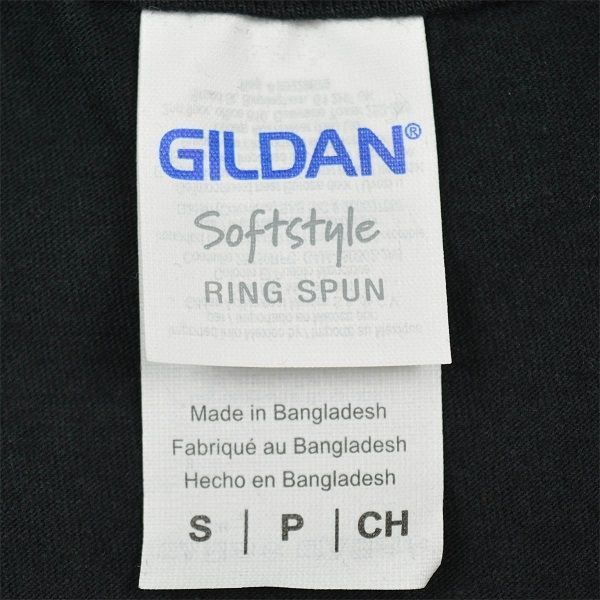 GILDAN®
Softstyle
RING SPUN
Made in Bangladesh
Fabriqué au Bangladesh
Hecho en Bangladesh
S | P | CH